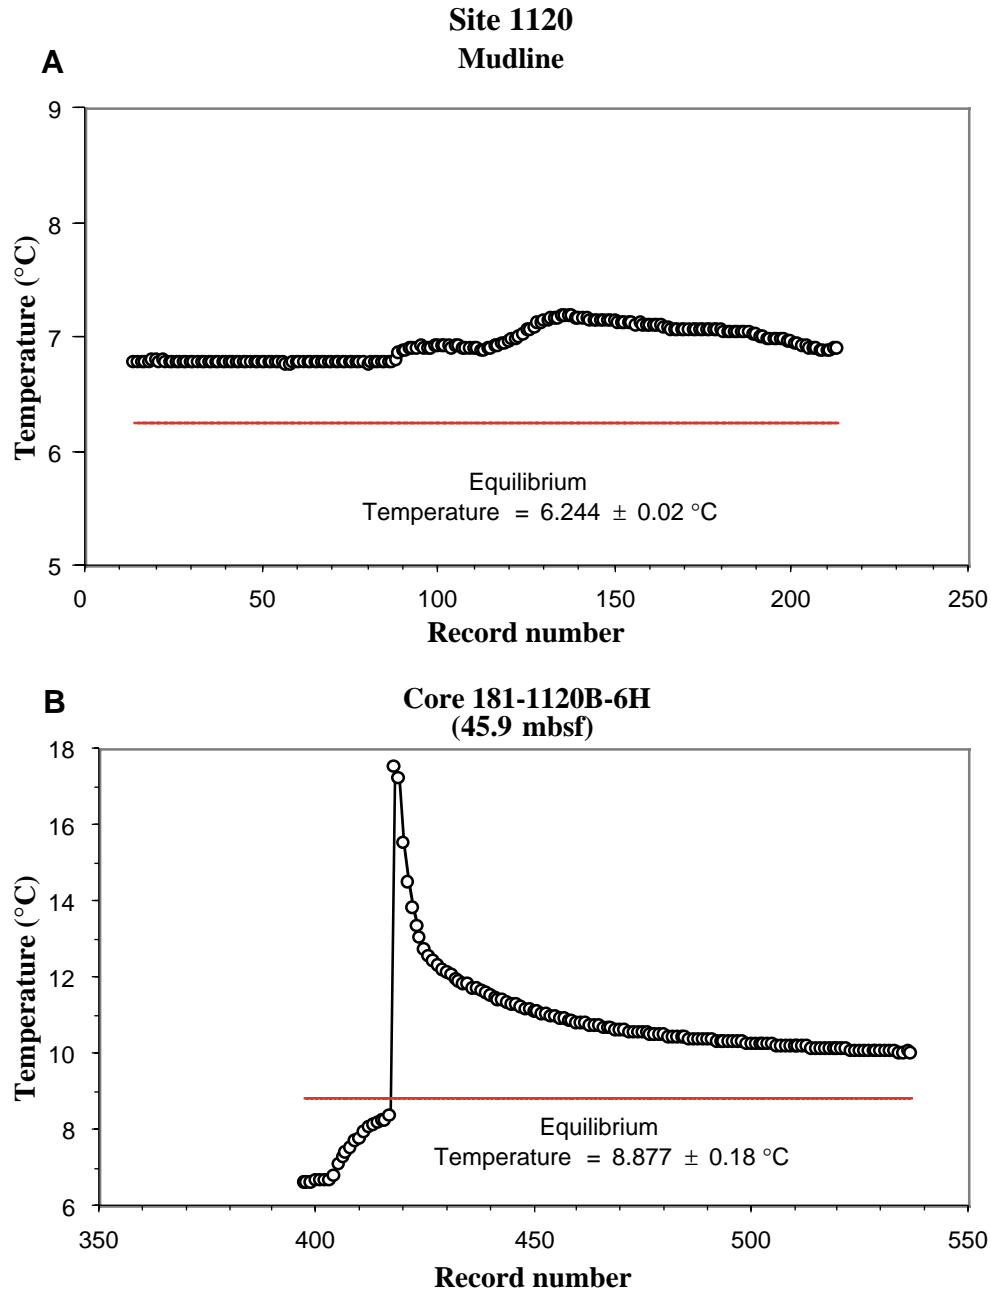 Site 1120
Mudline
A
9
8
7
6
5
Temperature (°C)
0 50 100 150 200 250
Record number
Equilibrium
Temperature = 6.244 ± 0.02 °C
B
Core 181-1120B-6H
(45.9 mbsf)
18
16
14
12
10
8
6
Temperature (°C)
350 400 450 500 550
Record number
Equilibrium
Temperature = 8.877 ± 0.18 °C